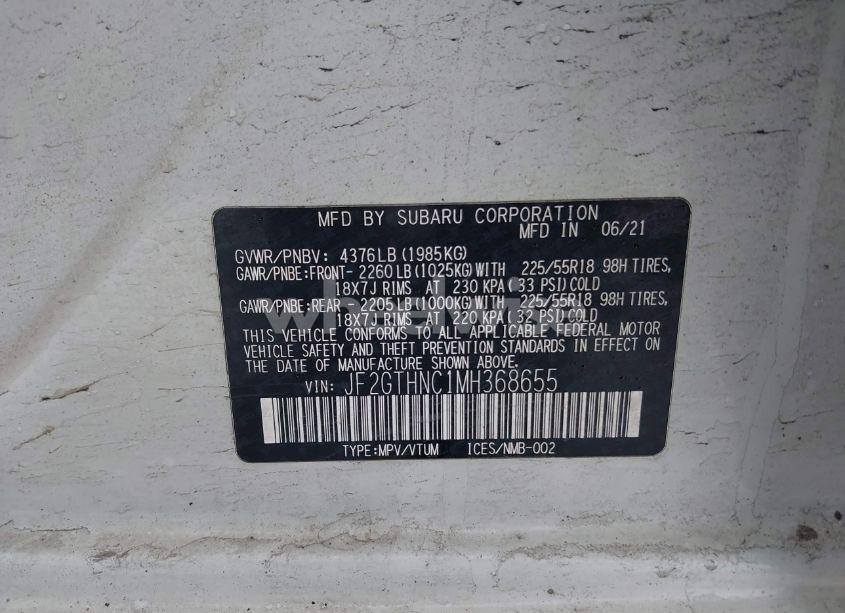 MFD BY SUBARU CORPORATION
MFD IN 06/21
GVWR/PNBV: 4376LB (1985KG)
GAWR/PNBE:FRONT- 2260LB (1025KG) WITH 225/55R18 98H TIRES,
18X7J RIMS AT 230 KPA (33 PSI) COLD
GAWR/PNBE:REAR - 2205LB (1000KG) WITH 225/55R18 98H TIRES,
18X7J RIMS AT 220 KPA (32 PSI) COLD
THIS VEHICLE CONFORMS TO ALL APPLICABLE FEDERAL MOTOR
VEHICLE SAFETY AND THEFT PREVENTION STANDARDS IN EFFECT ON
THE DATE OF MANUFACTURE SHOWN ABOVE.
VIN: JF2GTHNC1MH368655
TYPE:MPV/VTUM ICES/NMB-002